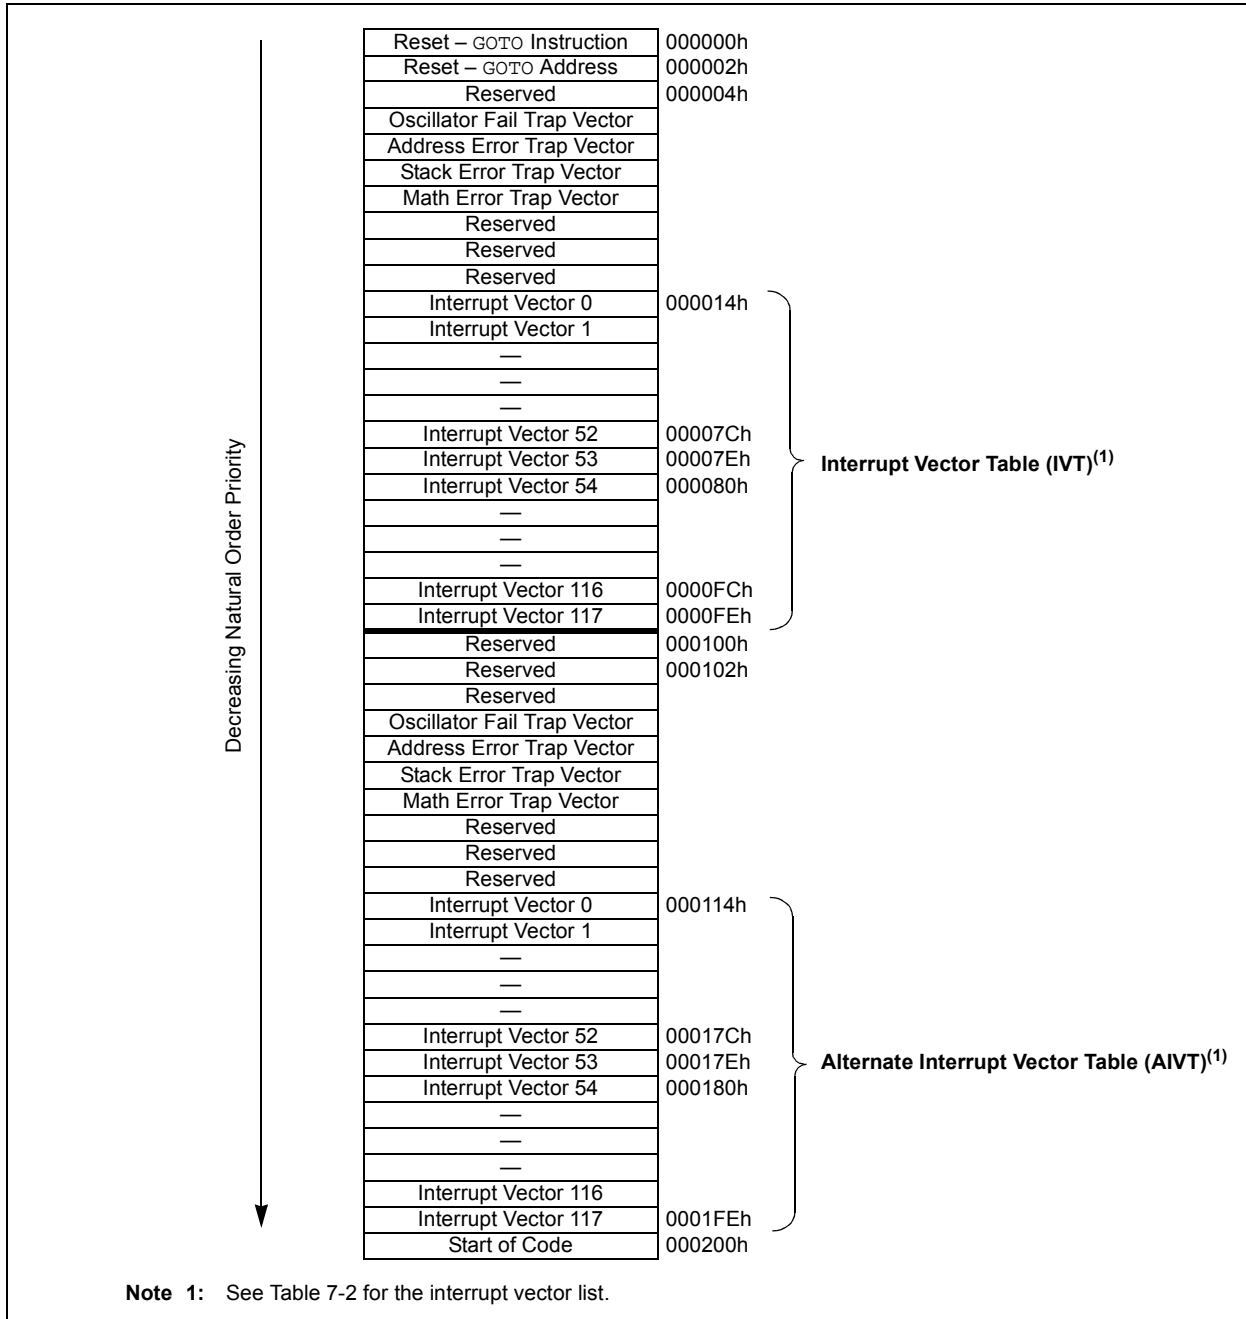 Reset – GOTO Instruction 000000h
Reset – GOTO Address 000002h
Reserved 000004h
Oscillator Fail Trap Vector
Address Error Trap Vector
Stack Error Trap Vector
Math Error Trap Vector
Reserved
Reserved
Reserved
Interrupt Vector 0 000014h
Interrupt Vector 1
—
—
—
Interrupt Vector 52 00007Ch
Interrupt Vector 53 00007Eh
Interrupt Vector 54 000080h
—
—
—
Interrupt Vector 116 0000FCh
Interrupt Vector 117 0000FEh
Reserved 000100h
Reserved 000102h
Reserved
Oscillator Fail Trap Vector
Address Error Trap Vector
Stack Error Trap Vector
Math Error Trap Vector
Reserved
Reserved
Reserved
Interrupt Vector 0 000114h
Interrupt Vector 1
—
—
—
Interrupt Vector 52 00017Ch
Interrupt Vector 53 00017Eh
Interrupt Vector 54 000180h
—
—
—
Interrupt Vector 116
Interrupt Vector 117 0001FEh
Start of Code 000200h
Decreasing Natural Order Priority
Interrupt Vector Table (IVT)(1)
Alternate Interrupt Vector Table (AIVT)(1)
Note 1: See Table 7-2 for the interrupt vector list.